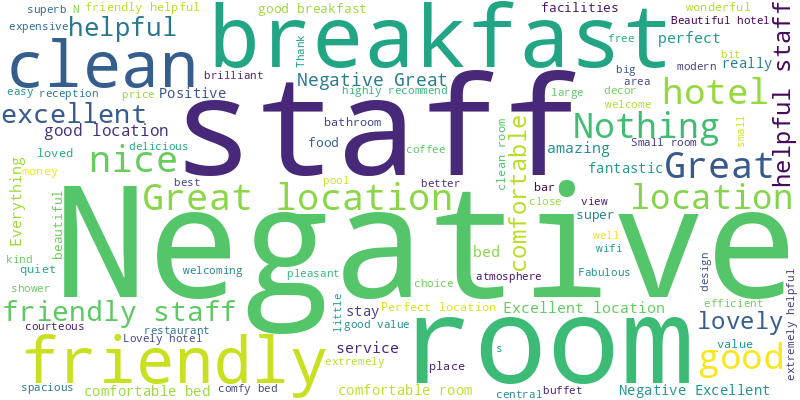 superb
N
friendly helpful
good breakfast
facilities
wonderful
expensive
helpful
breakfast
Thank
free
perfect
Beautiful hotel
helpful staff
clean
brilliant
Negative Great
big
area
modern
really
bit
easy
reception
price
Positive
highly recommend
large
decor
welcome
hotel
excellent
good location
bathroom
staff
Nothing
small
loved
delicious
nice
food
coffee
clean room
amazing
Small room
fantastic
Great
Everything
money
beautiful
best
pool
better
comfortable
bar
close
view
location
Great location
super
Negative
kind
quiet
shower
welcoming
pleasant
choice
bed
atmosphere
well
wifi
Fabulous
design
extremely helpful
friendly staff
courteous
restaurant
Lovely hotel
little
stay
good value
Perfect location
Excellent location
efficient
lovely
value
friendly
service
extremely
place
room
s
good
spacious
comfortable bed
comfy bed
comfortable room
central
buffet
Negative Excellent